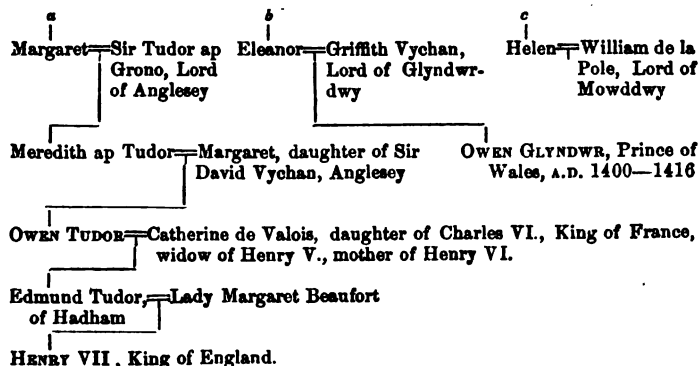 a b c
Margaret=Sir Tudor ap Eleanor=Griffith Vychan, Helen=William de la
Grono, Lord Lord of Glyndwr- Pole, Lord of
of Anglesey dwy Mowddwy
Meredith ap Tudor=Margaret, daughter of Sir OWEN GLYNDWR, Prince of
David Vychan, Anglesey Wales, A.D. 1400—1416
OWEN TUDOR=Catherine de Valois, daughter of Charles VI., King of France,
widow of Henry V., mother of Henry VI.
Edmund Tudor,=Lady Margaret Beaufort
of Hadham
HENRY VII., King of England.